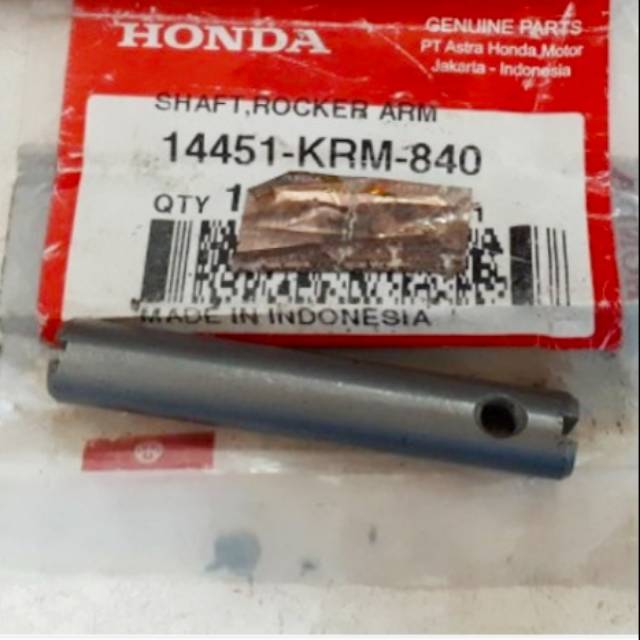 HONDA
GENUINE PARTS
PT Astra Honda Motor
Jakarta - Indonesia
SHAFT,ROCKER ARM
14451-KRM-840
QTY 1
MADE IN INDONESIA